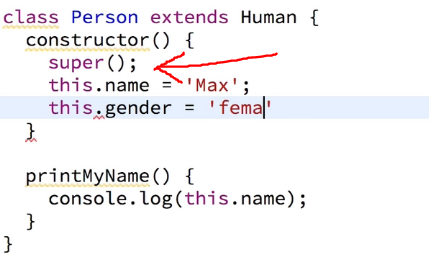 class Person extends Human {
constructor() {
super();
this.name = 'Max';
this.gender = 'fema'
}
printMyName() {
console.log(this.name);
}
}